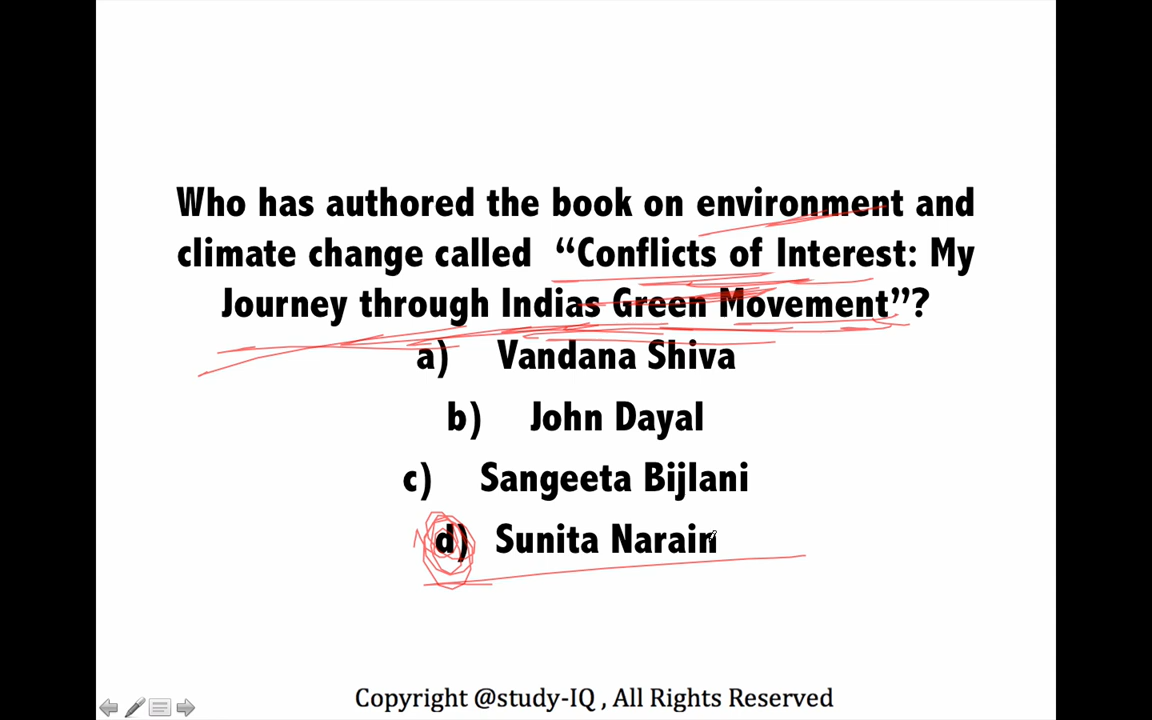 Who has authored the book on environment and
climate change called “Conflicts of Interest: My
Journey through Indias Green Movement”?
a) Vandana Shiva
b) John Dayal
c) Sangeeta Bijlani
d) Sunita Narain
Copyright @study-IQ , All Rights Reserved